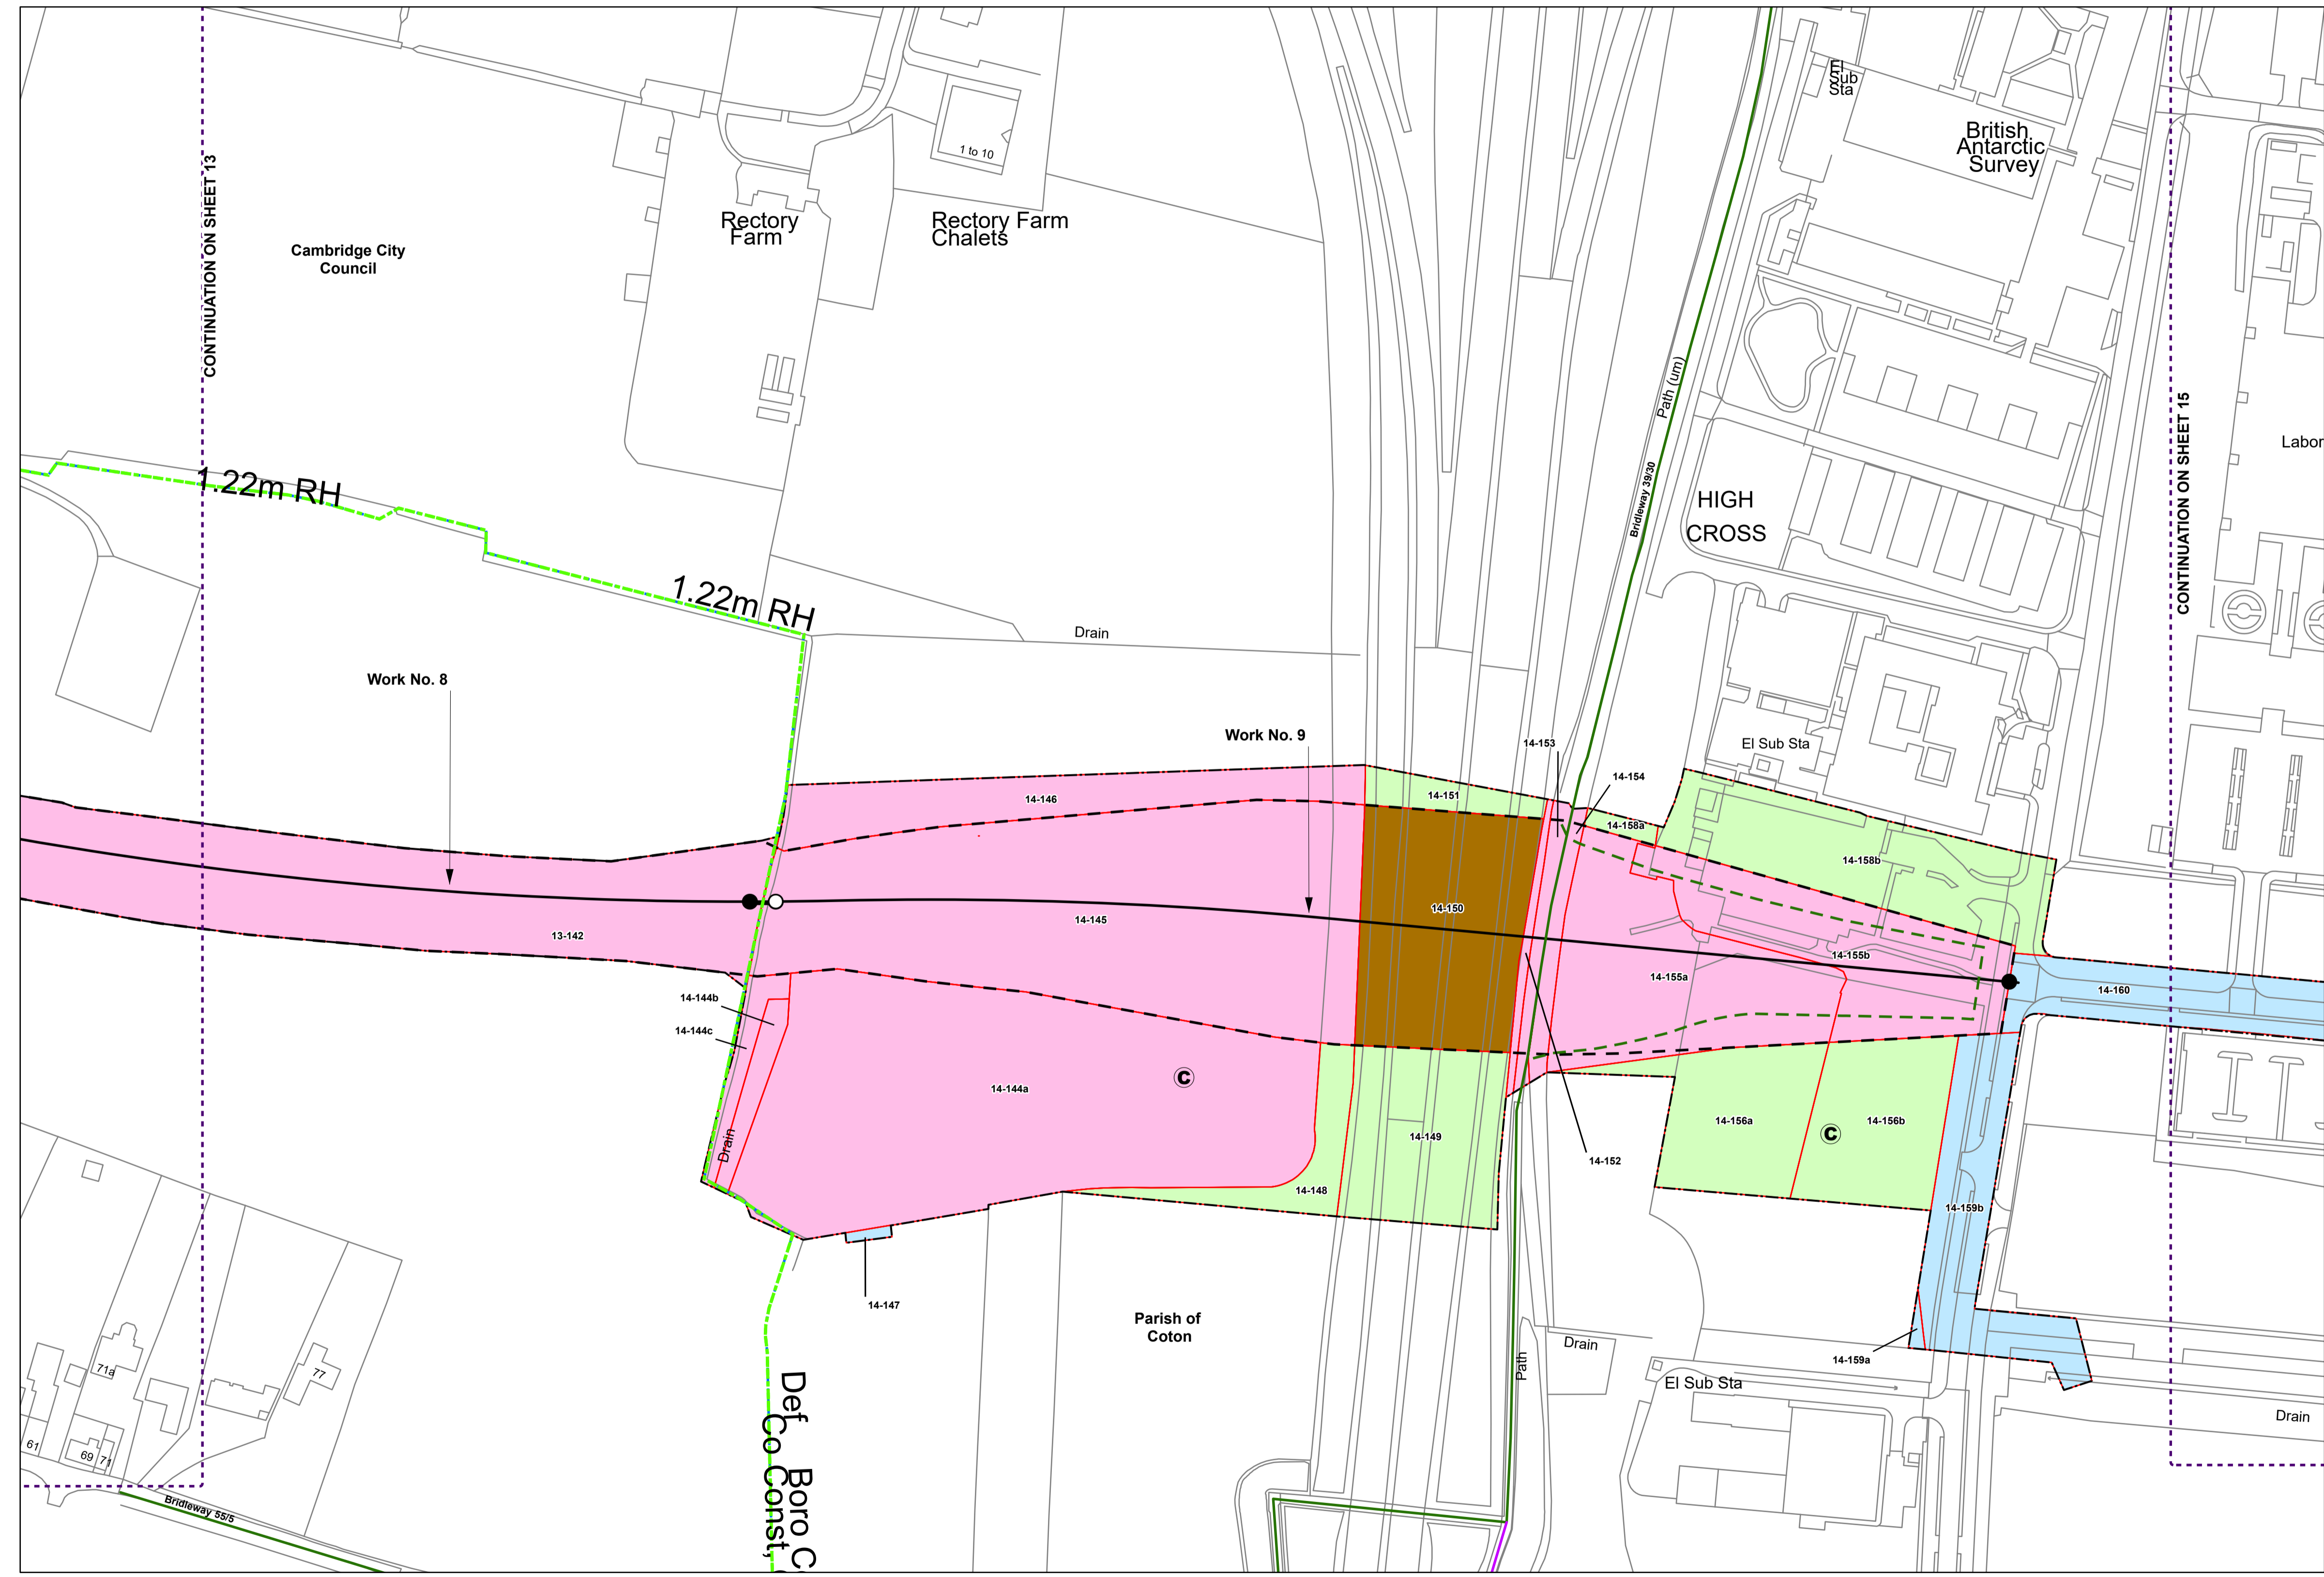 El
Sub
Sta
British
Antarctic
Survey
1 to 10
CONTINUATION ON SHEET 13
Rectory
Farm
Rectory Farm
Chalets
Cambridge City
Council
Path (um)
CONTINUATION ON SHEET 15
Labor
1.22m RH
Bridleway 39/30
HIGH
CROSS
1.22m RH
Drain
Work No. 8
Work No. 9
14-153
El Sub Sta
14-154
14-146
14-151
14-158a
14-158b
14-150
14-145
13-142
14-155b
14-155a
14-160
14-144b
14-144c
14-144a
C
14-156a
C
14-156b
14-149
Drain
14-152
14-148
14-159b
14-147
Parish of
Coton
Drain
Path
14-159a
El Sub Sta
71a
77
Drain
61
69
71
Def
Boro C
Co Const,
Bridleway 55/5